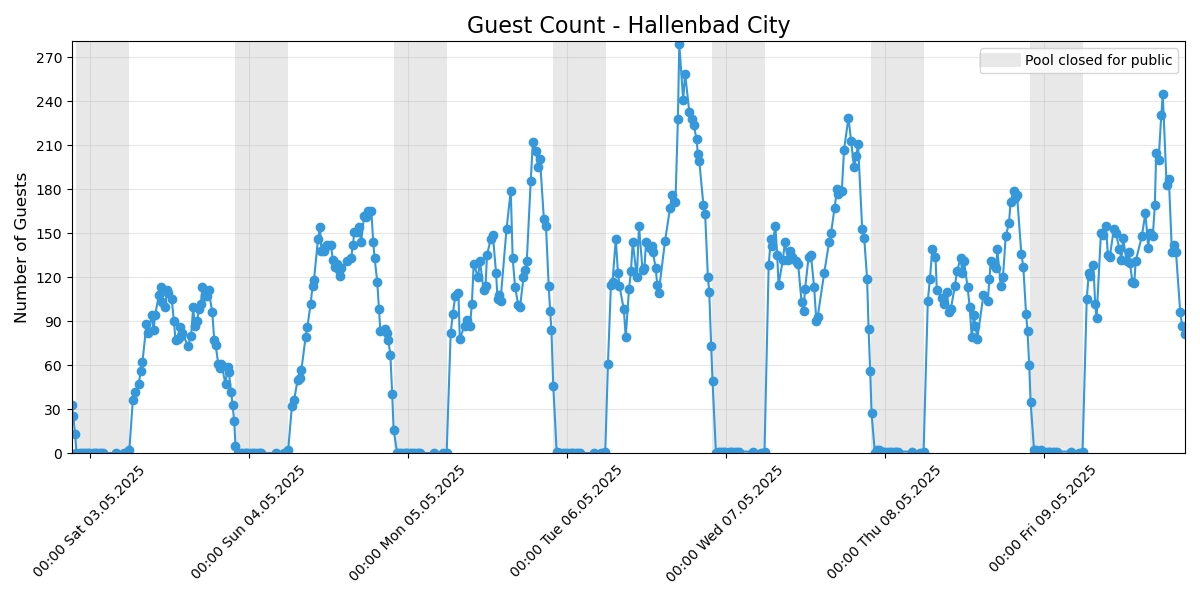 Guest Count - Hallenbad City
Pool closed for public
Number of Guests
270
240
210
180
150
120
90
60
30
0
00:00 Sat 03.05.2025
00:00 Sun 04.05.2025
00:00 Mon 05.05.2025
00:00 Tue 06.05.2025
00:00 Wed 07.05.2025
00:00 Thu 08.05.2025
00:00 Fri 09.05.2025